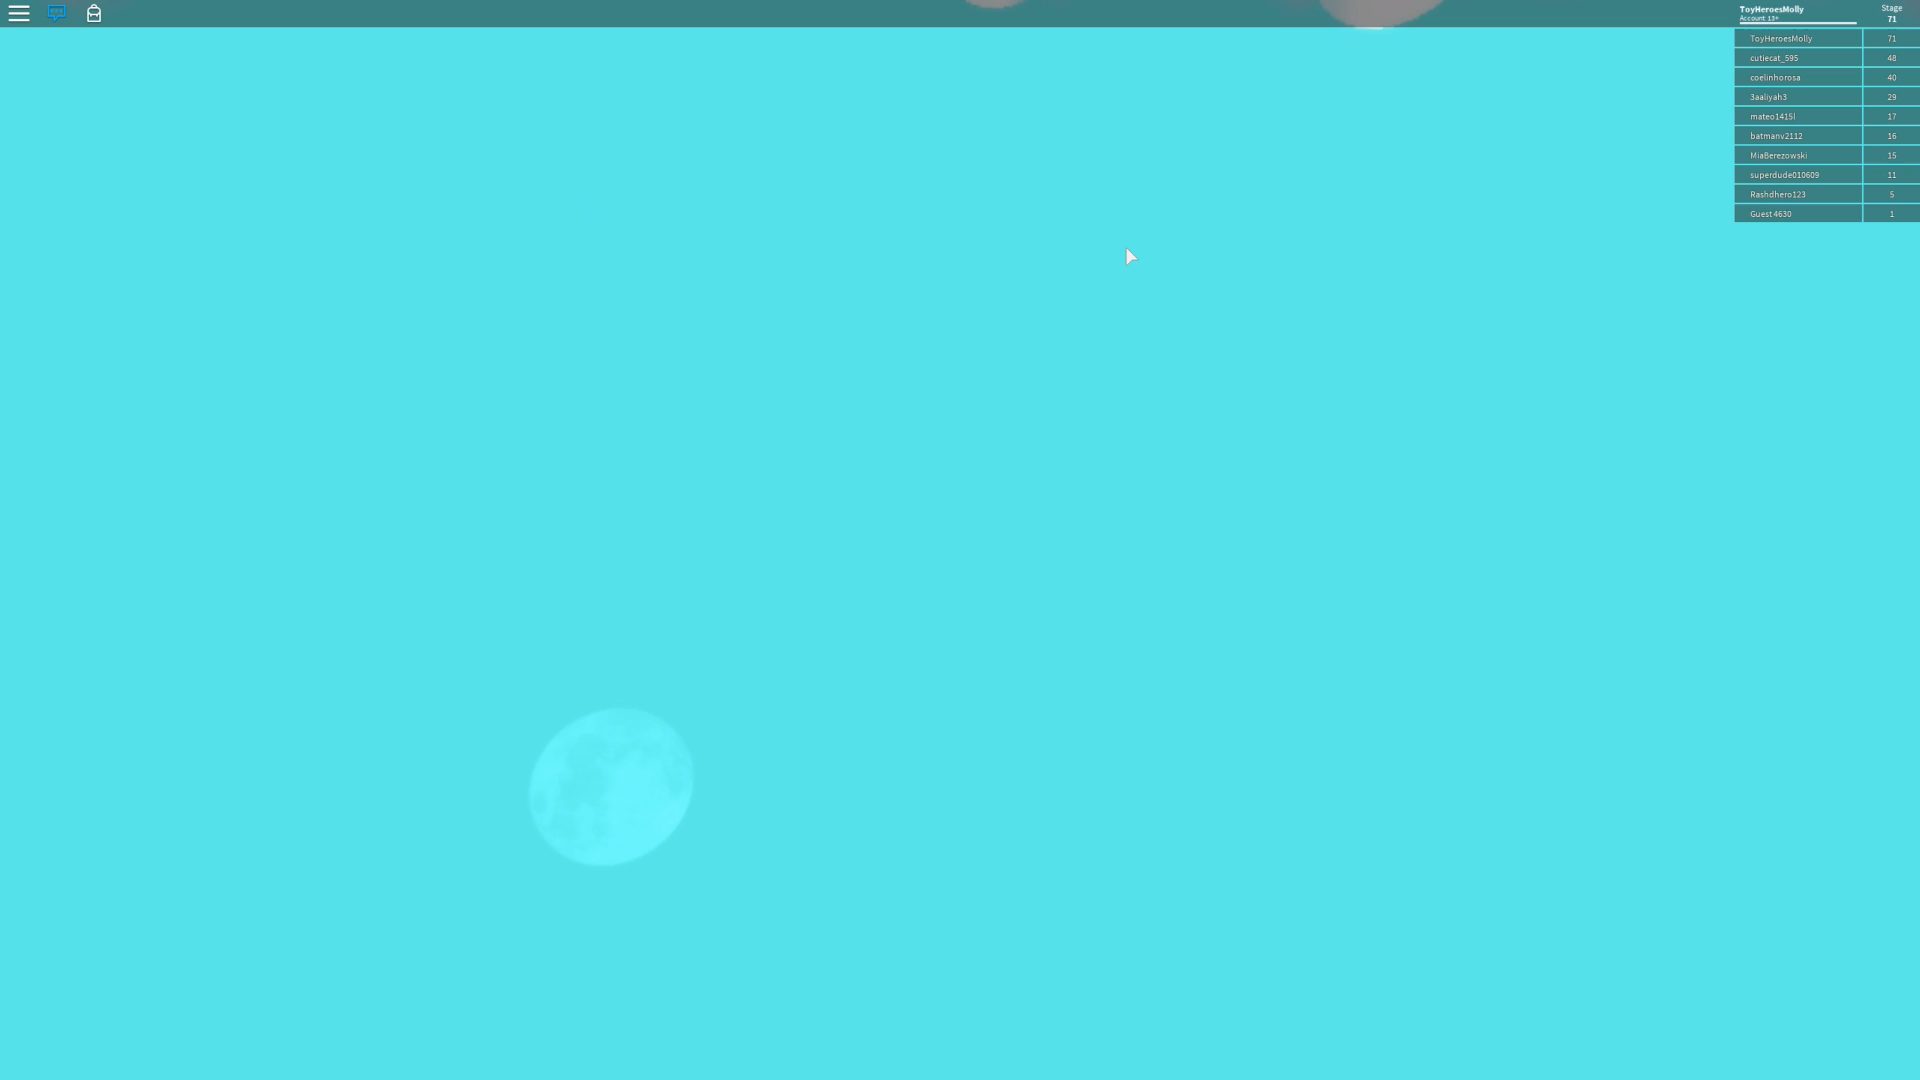 ToyHeroesMolly
Account: 13+
Stage
71
ToyHeroesMolly 71
cutiecat_595 48
coelinhorosa 40
3aaliyah3 29
mateo1415l 17
batmanv2112 16
MiaBerezowski 15
superdude010609 11
Rashdhero123 5
Guest 4630 1